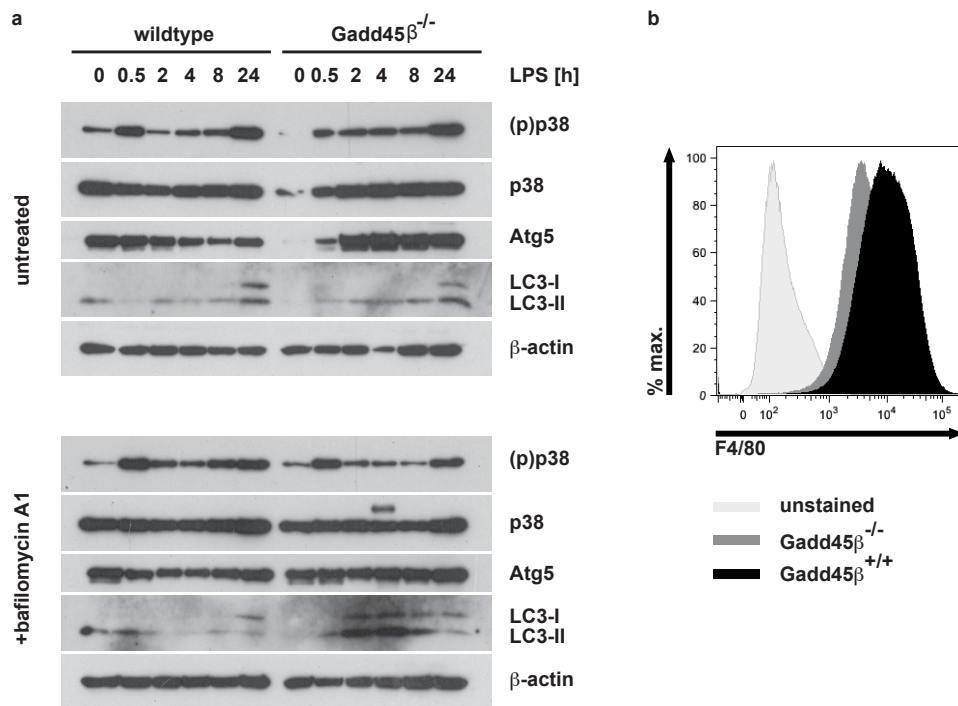 a
wildtype Gadd45β-/-
0 0.5 2 4 8 24 0 0.5 2 4 8 24 LPS [h]
untreated
(p)p38
p38
Atg5
LC3-I
LC3-II
β-actin
+bafilomycin A1
(p)p38
p38
Atg5
LC3-I
LC3-II
β-actin
b
% max.
100
80
60
40
20
0
0 10² 10³ 10⁴ 10⁵
F4/80
unstained
Gadd45β-/-
Gadd45β+/+